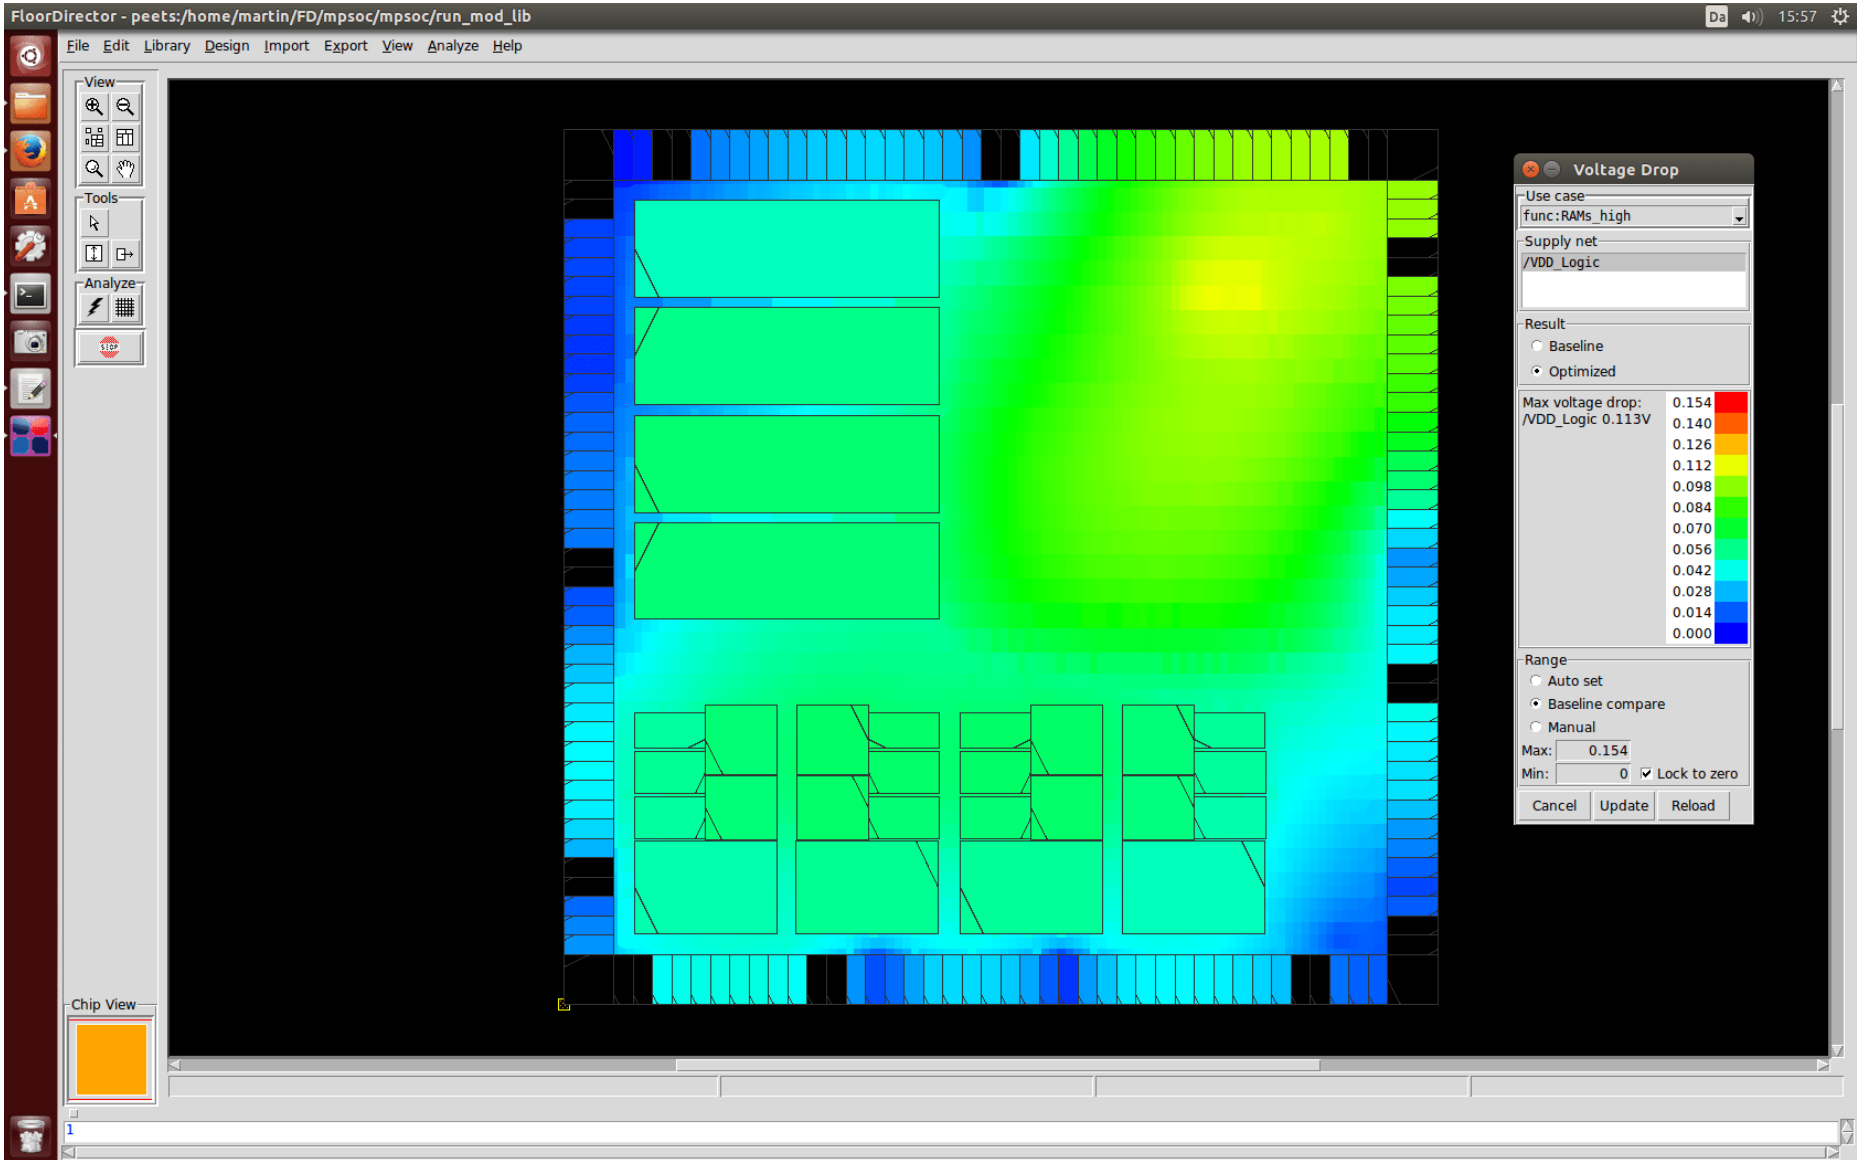 FloorDirector - peets:/home/martin/FD/mpsoc/mpsoc/run_mod_lib
Da
15:57
File Edit Library Design Import Export View Analyze Help
View
Tools
Analyze
STOP
Chip View
1
Voltage Drop
Use case
func:RAMs_high
Supply net
/VDD_Logic
Result
Baseline
Optimized
Max voltage drop:
/VDD_Logic 0.113V
0.154
0.140
0.126
0.112
0.098
0.084
0.070
0.056
0.042
0.028
0.014
0.000
Range
Auto set
Baseline compare
Manual
Max: 0.154
Min: 0 Lock to zero
Cancel Update Reload